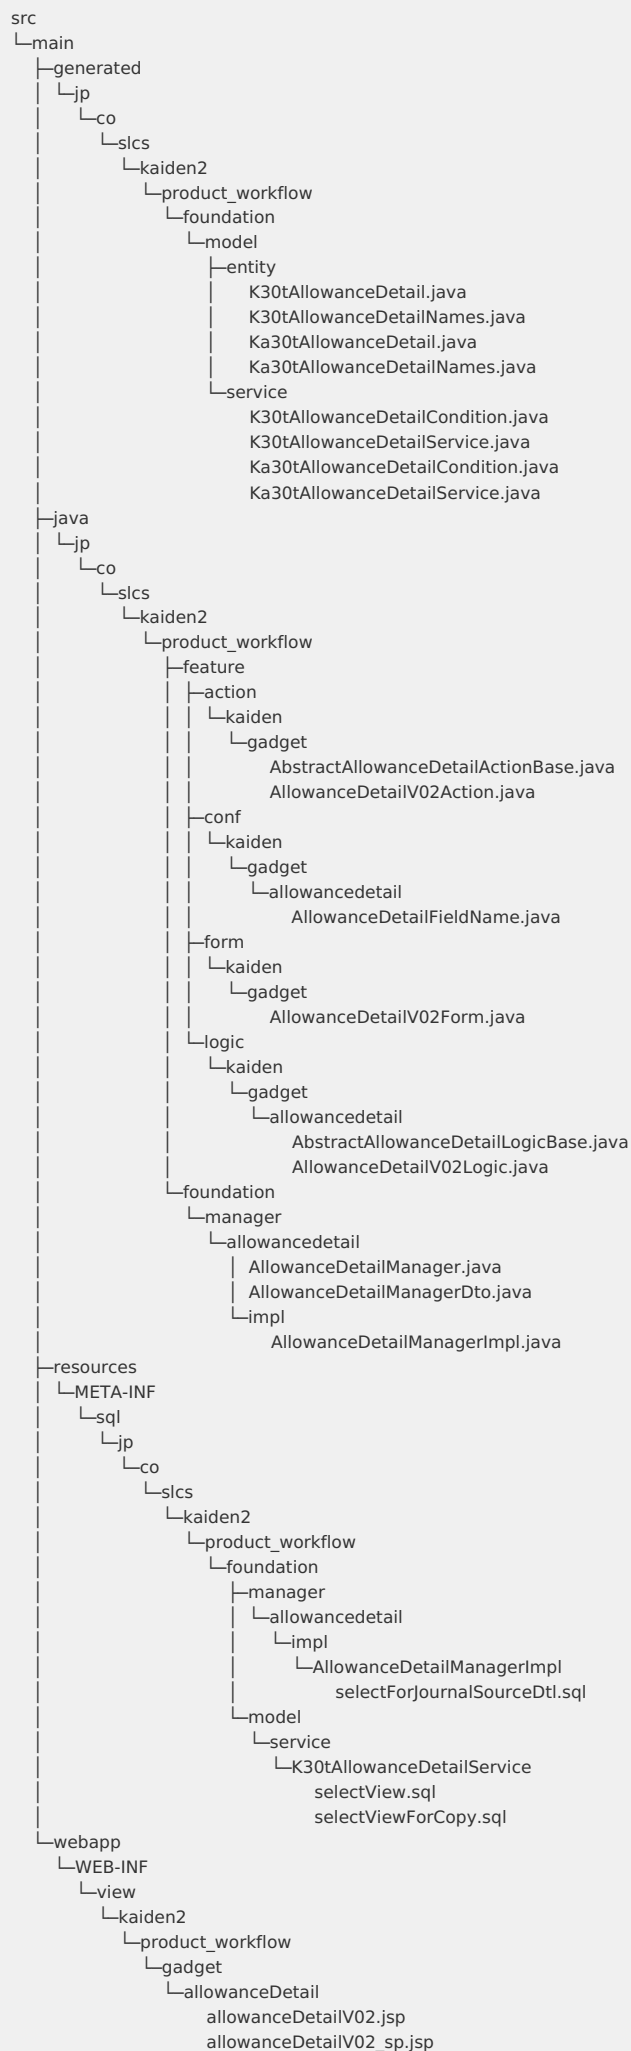 src
└─main
├─generated
│ └─jp
│ └─co
│ └─slcs
│ └─kaiden2
│ └─product_workflow
│ └─foundation
│ └─model
│ ├─entity
│ │ K30tAllowanceDetail.java
│ │ K30tAllowanceDetailNames.java
│ │ Ka30tAllowanceDetail.java
│ │ Ka30tAllowanceDetailNames.java
│ └─service
│ K30tAllowanceDetailCondition.java
│ K30tAllowanceDetailService.java
│ Ka30tAllowanceDetailCondition.java
│ Ka30tAllowanceDetailService.java
├─java
│ └─jp
│ └─co
│ └─slcs
│ └─kaiden2
│ └─product_workflow
│ ├─feature
│ │ ├─action
│ │ │ └─kaiden
│ │ │ └─gadget
│ │ │ AbstractAllowanceDetailActionBase.java
│ │ │ AllowanceDetailV02Action.java
│ │ ├─conf
│ │ │ └─kaiden
│ │ │ └─gadget
│ │ │ └─allowancedetail
│ │ │ AllowanceDetailFieldName.java
│ │ ├─form
│ │ │ └─kaiden
│ │ │ └─gadget
│ │ │ AllowanceDetailV02Form.java
│ │ └─logic
│ │ └─kaiden
│ │ └─gadget
│ │ └─allowancedetail
│ │ AbstractAllowanceDetailLogicBase.java
│ │ AllowanceDetailV02Logic.java
│ └─foundation
│ └─manager
│ └─allowancedetail
│ │ AllowanceDetailManager.java
│ │ AllowanceDetailManagerDto.java
│ └─impl
│ AllowanceDetailManagerImpl.java
├─resources
│ └─META-INF
│ └─sql
│ └─jp
│ └─co
│ └─slcs
│ └─kaiden2
│ └─product_workflow
│ └─foundation
│ ├─manager
│ │ └─allowancedetail
│ │ └─impl
│ │ └─AllowanceDetailManagerImpl
│ │ selectForJournalSourceDtl.sql
│ └─model
│ └─service
│ └─K30tAllowanceDetailService
│ selectView.sql
│ selectViewForCopy.sql
└─webapp
└─WEB-INF
└─view
└─kaiden2
└─product_workflow
└─gadget
└─allowanceDetail
allowanceDetailV02.jsp
allowanceDetailV02_sp.jsp